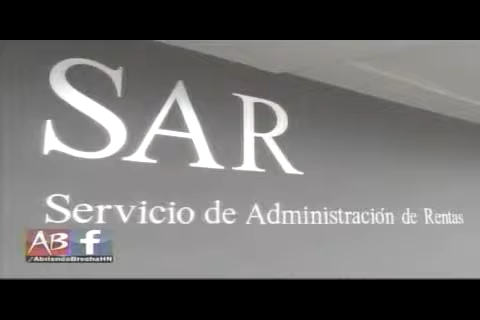 SAR
Servicio de Administración de Rentas
AB f
/AbriendoBrechaHN